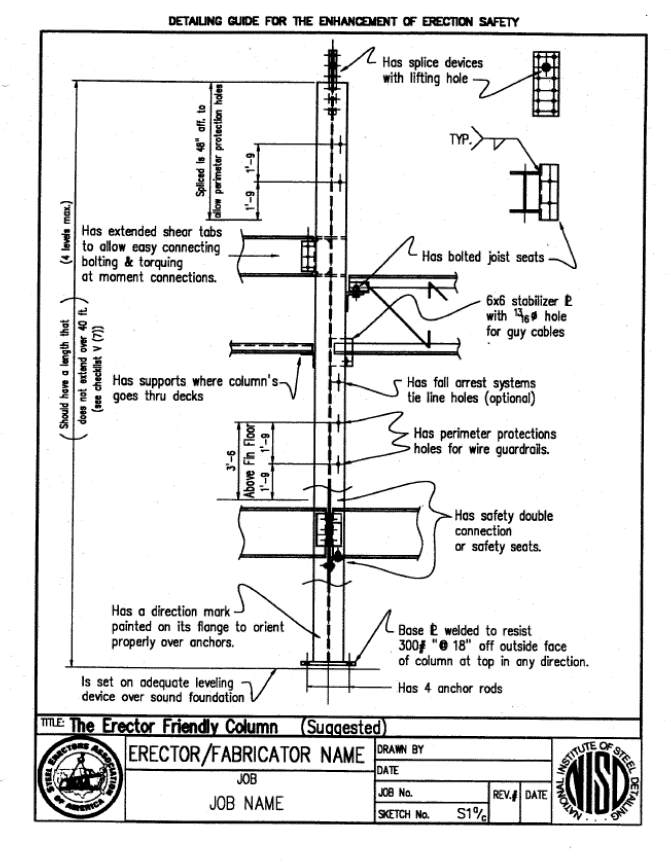 DETAILING GUIDE FOR THE ENHANCEMENT OF ERECTION SAFETY
Has splice devices
with lifting hole
TYP.
Spliced is 48" aff. to
allow perimeter protection holes
1'-9
1'-9
(4 levels max.)
Should have a length that
does not extend over 40 ft.
(see checklist V (7))
Has extended shear tabs
to allow easy connecting
bolting & torquing
at moment connections.
Has bolted joist seats
6x6 stabilizer ℞
with 13/16 ø hole
for guy cables
Has supports where column's
goes thru decks
Has fall arrest systems
tie line holes (optional)
Has perimeter protections
holes for wire guardrails.
3'-6
Above Fin Floor
1'-9
1'-9
Has safety double
connection
or safety seats.
Has a direction mark
painted on its flange to orient
properly over anchors.
Base ℞ welded to resist
300# "@ 18" off outside face
of column at top in any direction.
Is set on adequate leveling
device over sound foundation
Has 4 anchor rods
TITLE: The Erector Friendly Column (Suggested)
STEEL ERECTORS ASSOCIATION
OF AMERICA
ERECTOR/FABRICATOR NAME
JOB
JOB NAME
DRAWN BY
DATE
JOB No.
SKETCH No. S1%
REV.# DATE
NATIONAL INSTITUTE OF STEEL DETAILING
NISD